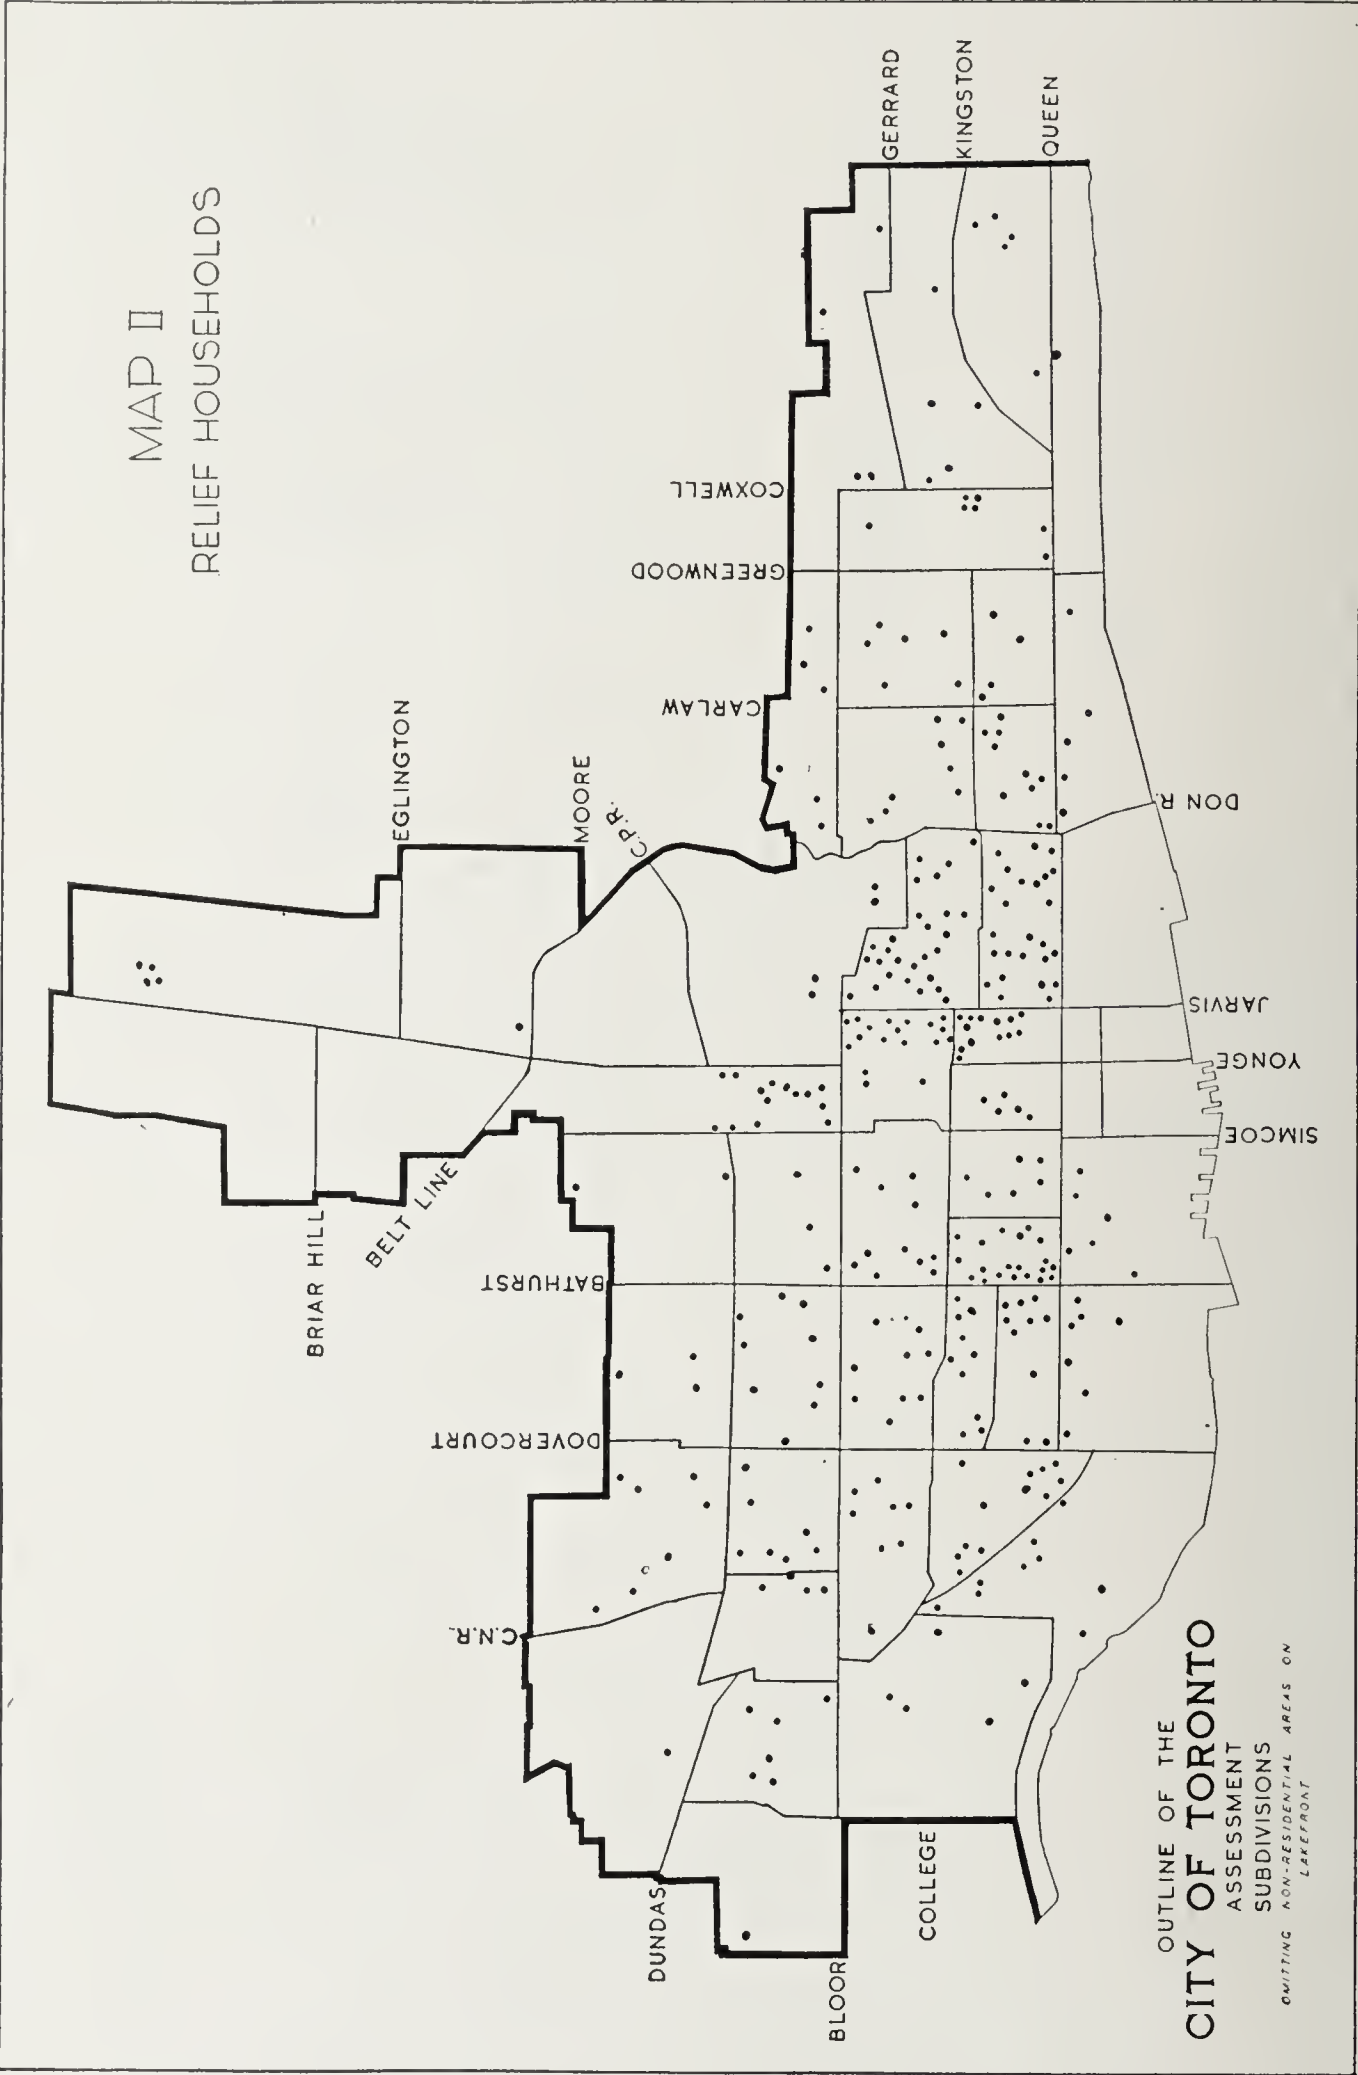 MAP II
RELIEF HOUSEHOLDS
EGLINGTON
MOORE
C.P.R.
BRIAR HILL
BELT LINE
BATHURST
DOVERCOURT
C.N.R.
DUNDAS
BLOOR
COLLEGE
CARLAW
GREENWOOD
COXWELL
GERRARD
KINGSTON
QUEEN
DON R.
JARVIS
YONGE
SIMCOE
OUTLINE OF THE
CITY OF TORONTO
ASSESSMENT
SUBDIVISIONS
OMITTING NON-RESIDENTIAL AREAS ON
LAKEFRONT